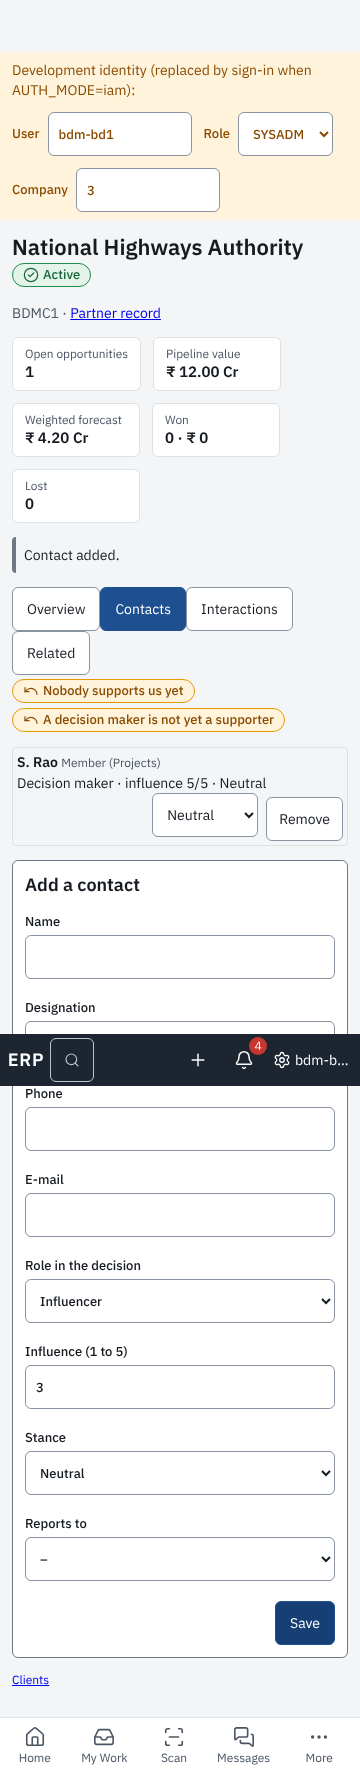 Development identity (replaced by sign-in when
AUTH_MODE=iam):
User bdm-bd1 Role SYSADM
Company 3
National Highways Authority
Active
BDMC1 · Partner record
Open opportunities Pipeline value
1 ₹ 12.00 Cr
Weighted forecast Won
₹ 4.20 Cr 0 · ₹ 0
Lost
0
Contact added.
Overview Contacts Interactions
Related
Nobody supports us yet
A decision maker is not yet a supporter
S. Rao Member (Projects)
Decision maker · influence 5/5 · Neutral
Neutral Remove
Add a contact
Name
Designation
ERP 4 bdm-b...
Phone
E-mail
Role in the decision
Influencer
Influence (1 to 5)
3
Stance
Neutral
Reports to
–
Save
Clients
Home My Work Scan Messages More